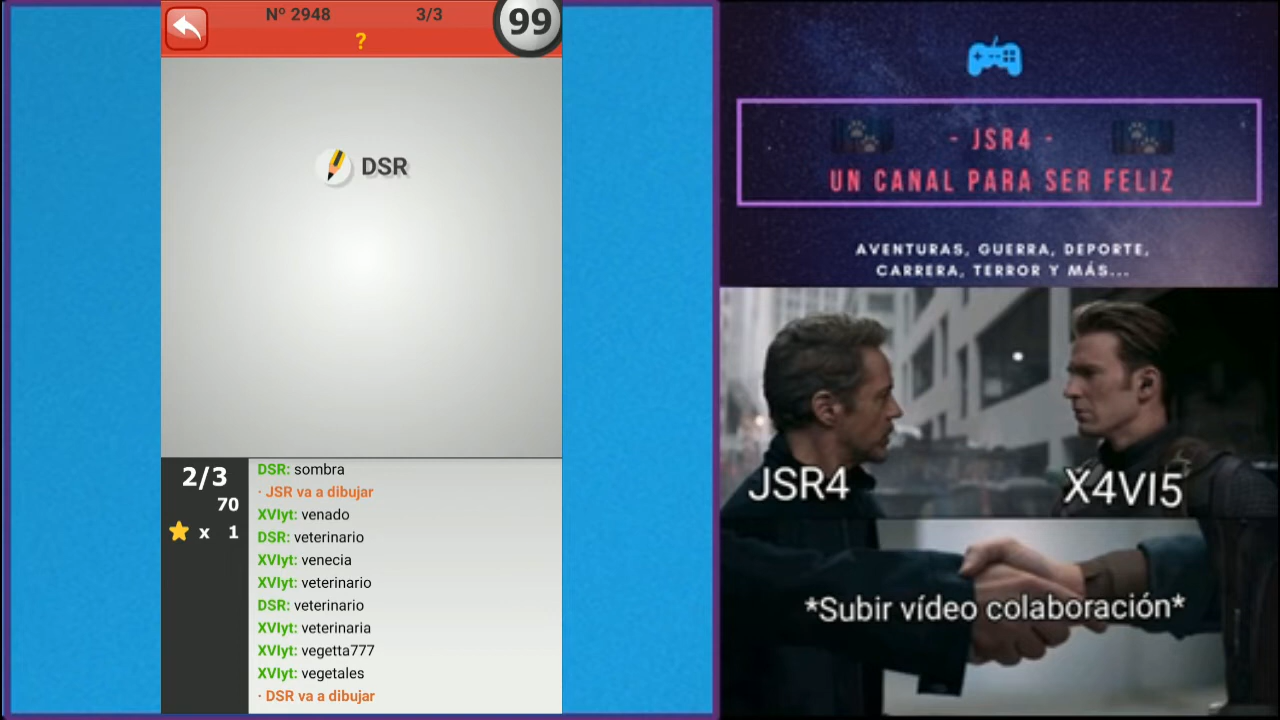 Nº 2948
3/3
99
?
DSR
2/3
70
x 1
DSR: sombra
· JSR va a dibujar
XVIyt: venado
DSR: veterinario
XVIyt: venecia
XVIyt: veterinario
DSR: veterinario
XVIyt: veterinaria
XVIyt: vegetta777
XVIyt: vegetales
· DSR va a dibujar
- JSR4 -
UN CANAL PARA SER FELIZ
AVENTURAS, GUERRA, DEPORTE,
CARRERA, TERROR Y MÁS...
JSR4
X4VI5
*Subir vídeo colaboración*